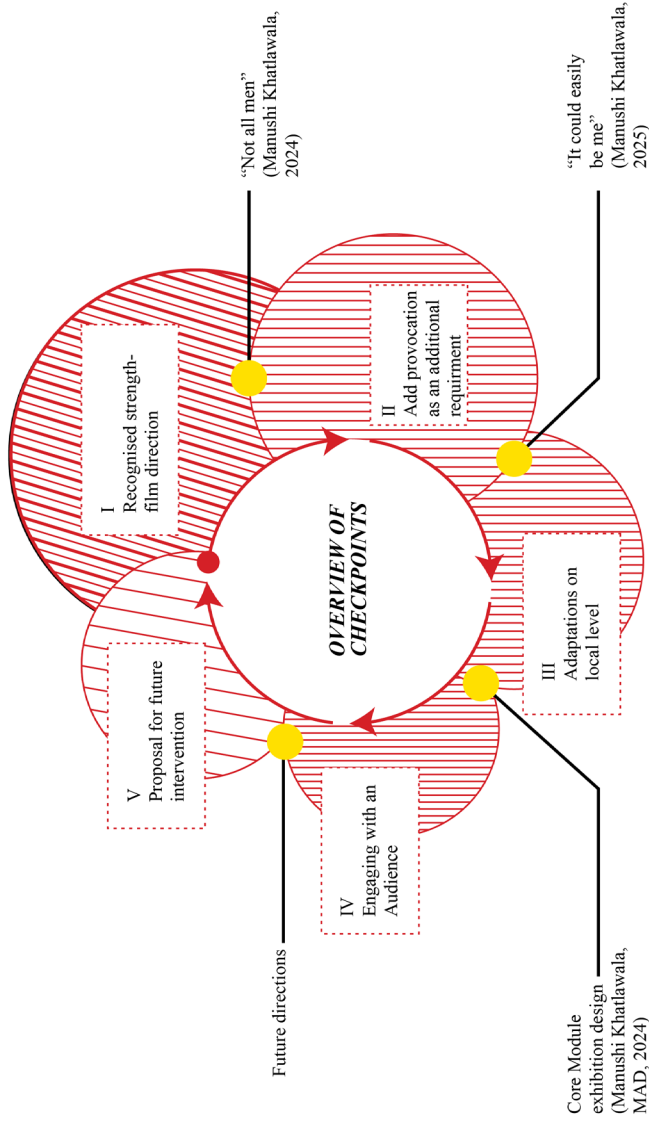 OVERVIEW OF
CHECKPOINTS
I
Recognised strength-
film direction
“Not all men”
(Manushi Khatlawala,
2024)
II
Add provocation
as an additional
requirment
“It could easily
be me”
(Manushi Khatlawala,
2025)
III
Adaptations on
local level
Core Module
exhibition design
(Manushi Khatlawala,
MAD, 2024)
IV
Engaging with an
Audience
Future directions
V
Proposal for future
intervention